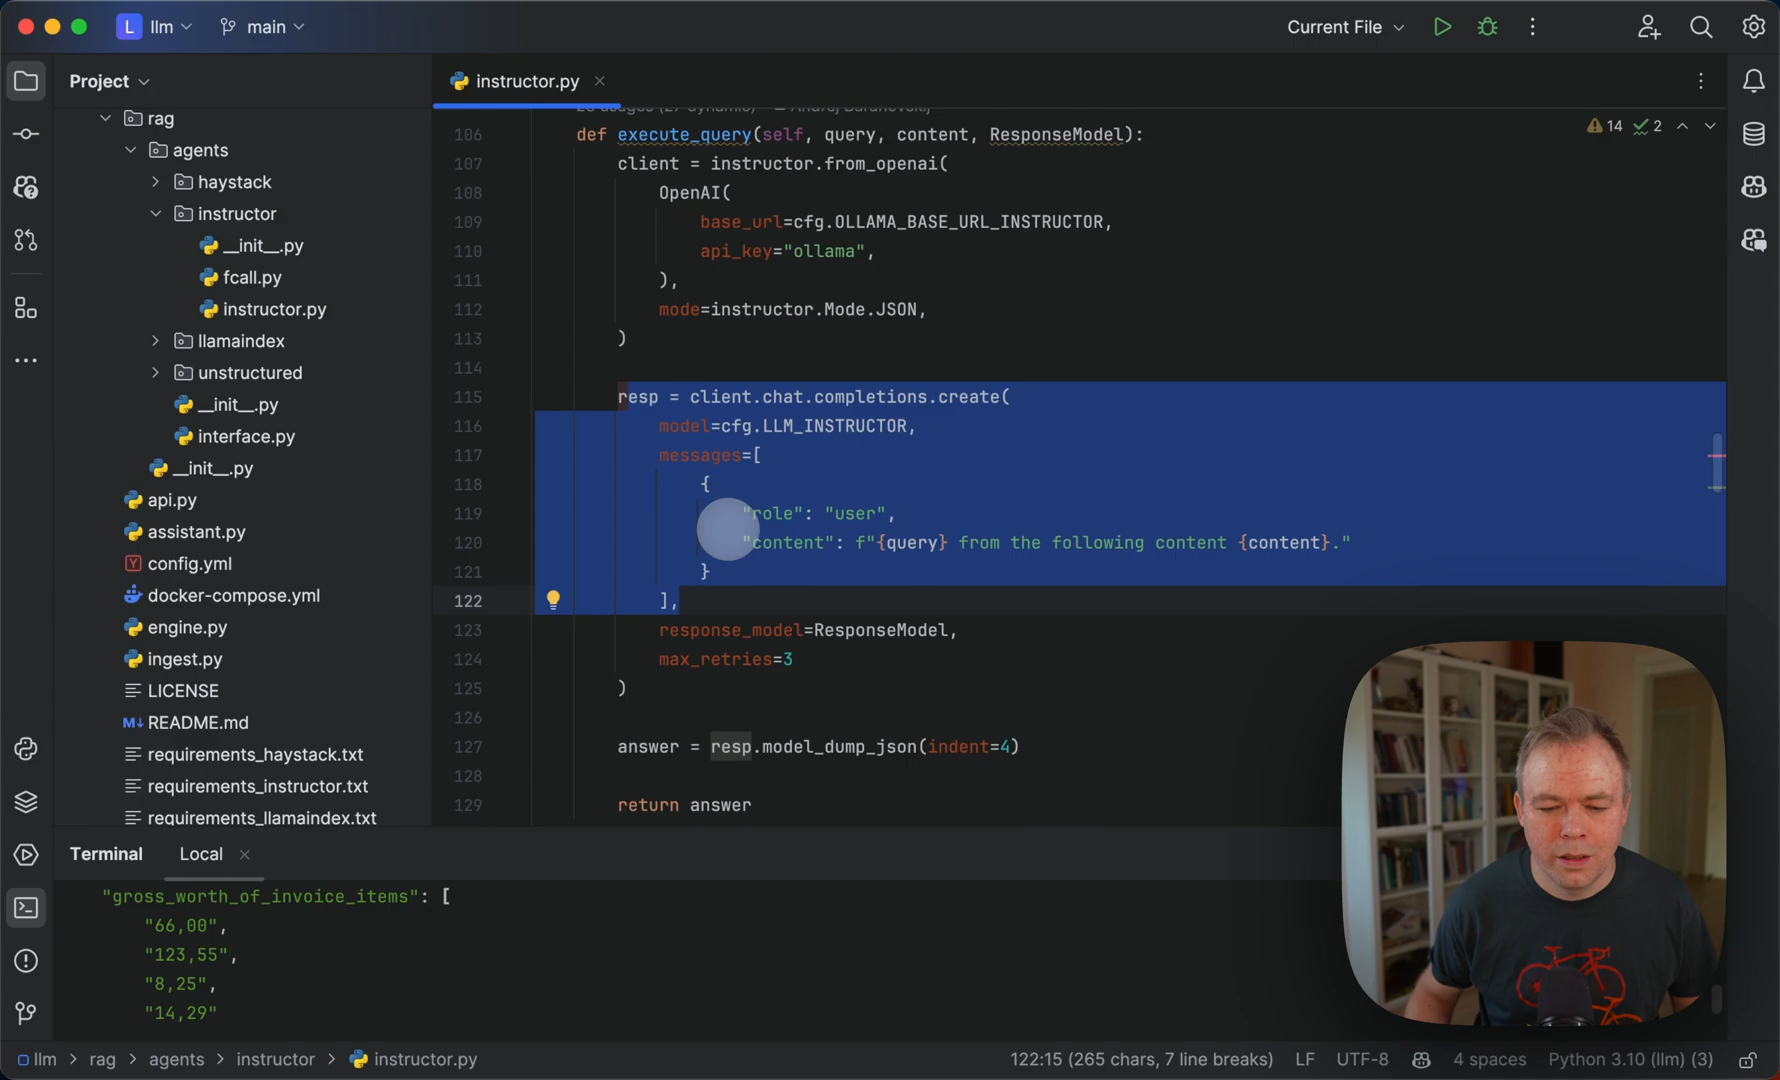 L llm main Current File
Project
instructor.py
rag
agents
haystack
instructor
__init__.py
fcall.py
instructor.py
llamaindex
unstructured
__init__.py
interface.py
__init__.py
api.py
assistant.py
config.yml
docker-compose.yml
engine.py
ingest.py
LICENSE
README.md
requirements_haystack.txt
requirements_instructor.txt
requirements_llamaindex.txt
14 2
106 def execute_query(self, query, content, ResponseModel):
107 client = instructor.from_openai(
108 OpenAI(
109 base_url=cfg.OLLAMA_BASE_URL_INSTRUCTOR,
110 api_key="ollama",
111 ),
112 mode=instructor.Mode.JSON,
113 )
114
115 resp = client.chat.completions.create(
116 model=cfg.LLM_INSTRUCTOR,
117 messages=[
118 {
119 "role": "user",
120 "content": f"{query} from the following content {content}."
121 }
122 ],
123 response_model=ResponseModel,
124 max_retries=3
125 )
126
127 answer = resp.model_dump_json(indent=4)
128
129 return answer
Terminal Local
"gross_worth_of_invoice_items": [
"66,00",
"123,55",
"8,25",
"14,29"
llm > rag > agents > instructor > instructor.py
122:15 (265 chars, 7 line breaks) LF UTF-8 4 spaces Python 3.10 (llm) (3)